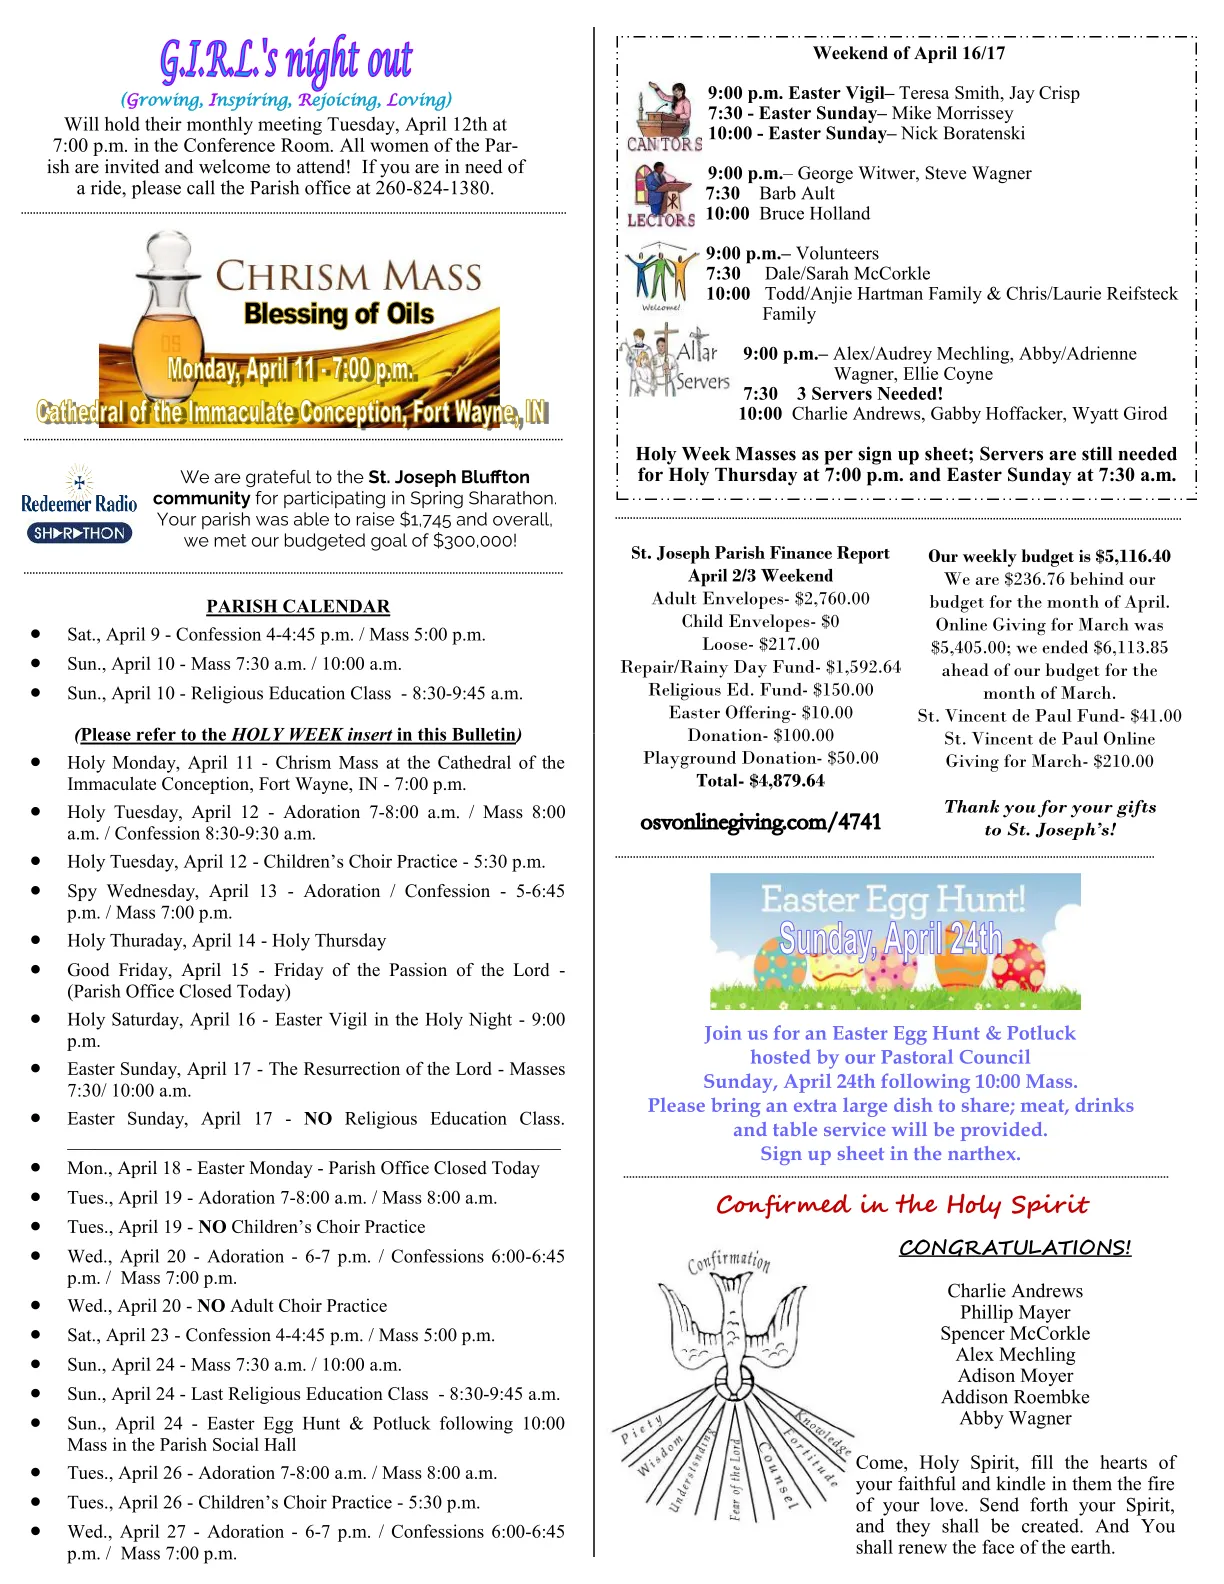 G.I.R.L.'s night out
(Growing, Inspiring, Rejoicing, Loving)
Will hold their monthly meeting Tuesday, April 12th at
7:00 p.m. in the Conference Room. All women of the Par-
ish are invited and welcome to attend!  If you are in need of
a ride, please call the Parish office at 260-824-1380.
CHRISM MASS
Blessing of Oils
Monday, April 11 - 7:00 p.m.
Cathedral of the Immaculate Conception, Fort Wayne, IN
Redeemer Radio
SHARATHON
We are grateful to the St. Joseph Bluffton
community for participating in Spring Sharathon.
Your parish was able to raise $1,745 and overall,
we met our budgeted goal of $300,000!
PARISH CALENDAR
• Sat., April 9 - Confession 4-4:45 p.m. / Mass 5:00 p.m.
• Sun., April 10 - Mass 7:30 a.m. / 10:00 a.m.
• Sun., April 10 - Religious Education Class  - 8:30-9:45 a.m.
(Please refer to the HOLY WEEK insert in this Bulletin)
• Holy Monday, April 11 - Chrism Mass at the Cathedral of the
Immaculate Conception, Fort Wayne, IN - 7:00 p.m.
• Holy Tuesday, April 12 - Adoration 7-8:00 a.m. / Mass 8:00
a.m. / Confession 8:30-9:30 a.m.
• Holy Tuesday, April 12 - Children's Choir Practice - 5:30 p.m.
• Spy Wednesday, April 13 - Adoration / Confession - 5-6:45
p.m. / Mass 7:00 p.m.
• Holy Thuraday, April 14 - Holy Thursday
• Good Friday, April 15 - Friday of the Passion of the Lord -
(Parish Office Closed Today)
• Holy Saturday, April 16 - Easter Vigil in the Holy Night - 9:00
p.m.
• Easter Sunday, April 17 - The Resurrection of the Lord - Masses
7:30/ 10:00 a.m.
• Easter Sunday, April 17 - NO Religious Education Class.
• Mon., April 18 - Easter Monday - Parish Office Closed Today
• Tues., April 19 - Adoration 7-8:00 a.m. / Mass 8:00 a.m.
• Tues., April 19 - NO Children's Choir Practice
• Wed., April 20 - Adoration - 6-7 p.m. / Confessions 6:00-6:45
p.m. /  Mass 7:00 p.m.
• Wed., April 20 - NO Adult Choir Practice
• Sat., April 23 - Confession 4-4:45 p.m. / Mass 5:00 p.m.
• Sun., April 24 - Mass 7:30 a.m. / 10:00 a.m.
• Sun., April 24 - Last Religious Education Class  - 8:30-9:45 a.m.
• Sun., April 24 - Easter Egg Hunt & Potluck following 10:00
Mass in the Parish Social Hall
• Tues., April 26 - Adoration 7-8:00 a.m. / Mass 8:00 a.m.
• Tues., April 26 - Children's Choir Practice - 5:30 p.m.
• Wed., April 27 - Adoration - 6-7 p.m. / Confessions 6:00-6:45
p.m. /  Mass 7:00 p.m.
Weekend of April 16/17
CANTORS
9:00 p.m. Easter Vigil– Teresa Smith, Jay Crisp
7:30 - Easter Sunday– Mike Morrissey
10:00 - Easter Sunday– Nick Boratenski
LECTORS
9:00 p.m.– George Witwer, Steve Wagner
7:30 Barb Ault
10:00 Bruce Holland
Welcome!
9:00 p.m.– Volunteers
7:30 Dale/Sarah McCorkle
10:00 Todd/Anjie Hartman Family & Chris/Laurie Reifsteck
Family
Altar
Servers
9:00 p.m.– Alex/Audrey Mechling, Abby/Adrienne
Wagner, Ellie Coyne
7:30 3 Servers Needed!
10:00 Charlie Andrews, Gabby Hoffacker, Wyatt Girod
Holy Week Masses as per sign up sheet; Servers are still needed
for Holy Thursday at 7:00 p.m. and Easter Sunday at 7:30 a.m.
St. Joseph Parish Finance Report
April 2/3 Weekend
Adult Envelopes- $2,760.00
Child Envelopes- $0
Loose- $217.00
Repair/Rainy Day Fund- $1,592.64
Religious Ed. Fund- $150.00
Easter Offering- $10.00
Donation- $100.00
Playground Donation- $50.00
Total- $4,879.64
osvonlinegiving.com/4741
Our weekly budget is $5,116.40
We are $236.76 behind our
budget for the month of April.
Online Giving for March was
$5,405.00; we ended $6,113.85
ahead of our budget for the
month of March.
St. Vincent de Paul Fund- $41.00
St. Vincent de Paul Online
Giving for March- $210.00
Thank you for your gifts
to St. Joseph's!
Easter Egg Hunt!
Sunday, April 24th
Join us for an Easter Egg Hunt & Potluck
hosted by our Pastoral Council
Sunday, April 24th following 10:00 Mass.
Please bring an extra large dish to share; meat, drinks
and table service will be provided.
Sign up sheet in the narthex.
Confirmed in the Holy Spirit
Confirmation
Piety
Wisdom
Understanding
Fear of the Lord
Counsel
Fortitude
Knowledge
CONGRATULATIONS!
Charlie Andrews
Phillip Mayer
Spencer McCorkle
Alex Mechling
Adison Moyer
Addison Roembke
Abby Wagner
Come, Holy Spirit, fill the hearts of
your faithful and kindle in them the fire
of your love. Send forth your Spirit,
and they shall be created. And You
shall renew the face of the earth.